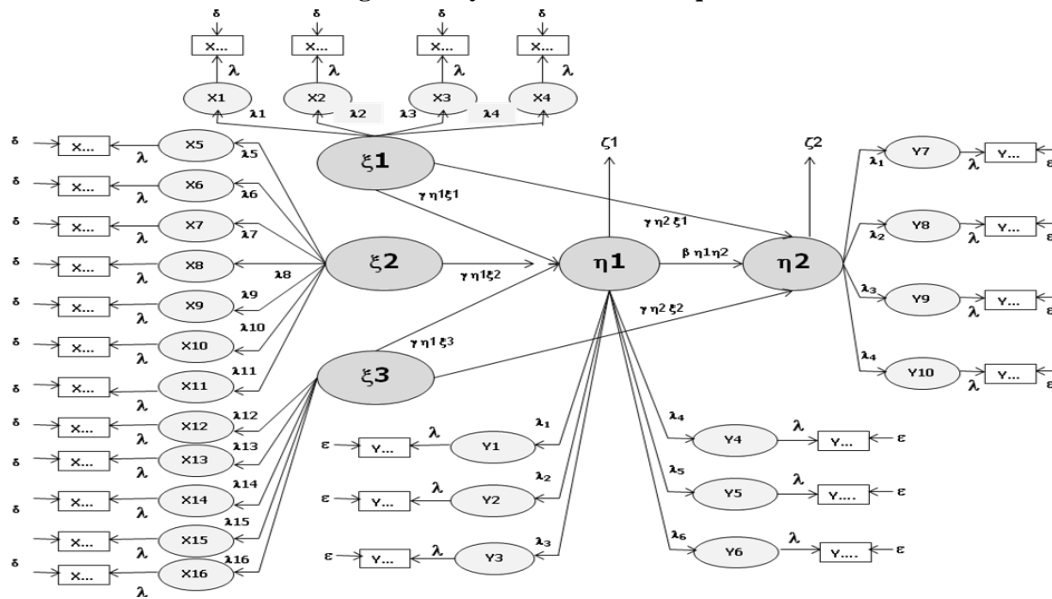 δ δ δ δ
X... X... X... X...
λ λ λ λ
X1 X2 X3 X4
λ1 λ2 λ3 λ4
δ X... λ X5 λ5
δ X... λ X6 λ6
δ X... λ X7 λ7
δ X... λ X8 λ8
δ X... λ X9 λ9
δ X... λ X10 λ10
δ X... λ X11 λ11
δ X... λ X12 λ12
δ X... λ X13 λ13
δ X... λ X14 λ14
X... λ X15 λ15
δ X... λ X16 λ16
ξ1
ξ2
ξ3
γ η1ξ1
γ η1ξ2
γ η1 ξ3
γ η2 ξ1
γ η2 ξ2
ζ1 ζ2
η1 β η1η2 η2
λ₁ Y7 λ Y... ε
λ₂ Y8 λ Y... ε
λ₃ Y9 λ Y... ε
λ₄ Y10 λ Y... ε
ε Y... λ Y1 λ₁
ε Y... λ Y2 λ₂
ε Y... λ Y3 λ₃
λ₄ Y4 λ Y... ε
λ₅ Y5 λ Y.... ε
λ₆ Y6 λ Y.... ε